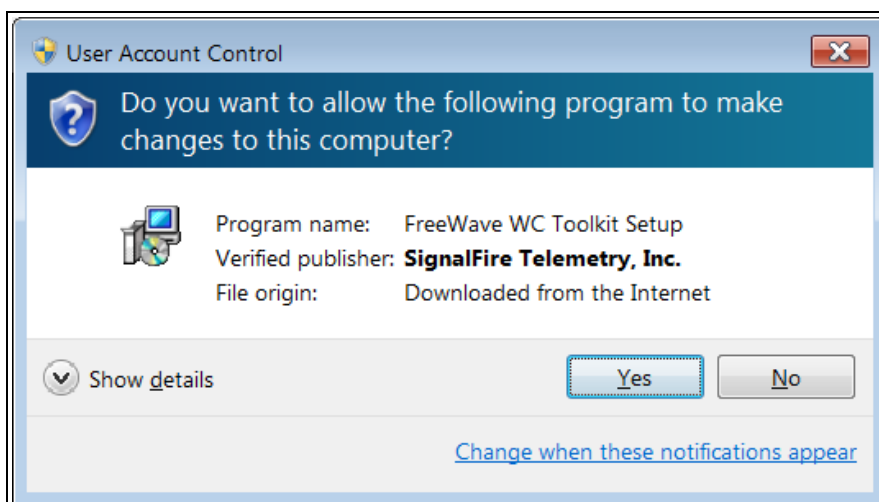 User Account Control
Do you want to allow the following program to make
changes to this computer?
Program name: FreeWave WC Toolkit Setup
Verified publisher: SignalFire Telemetry, Inc.
File origin: Downloaded from the Internet
Show details
Yes
No
Change when these notifications appear